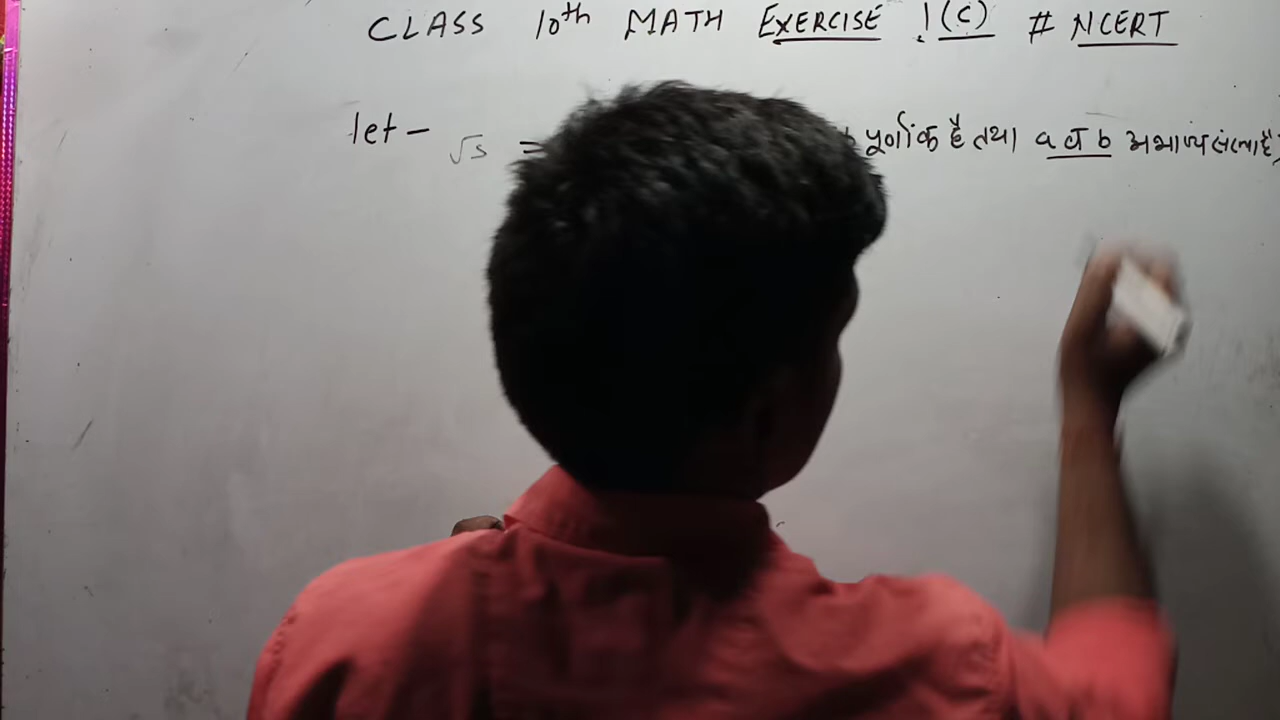 CLASS 10th MATH EXERCISE 1(C) # NCERT
let - √5 = b पूर्णांक है तथा a व b अभाज्य संख्या है